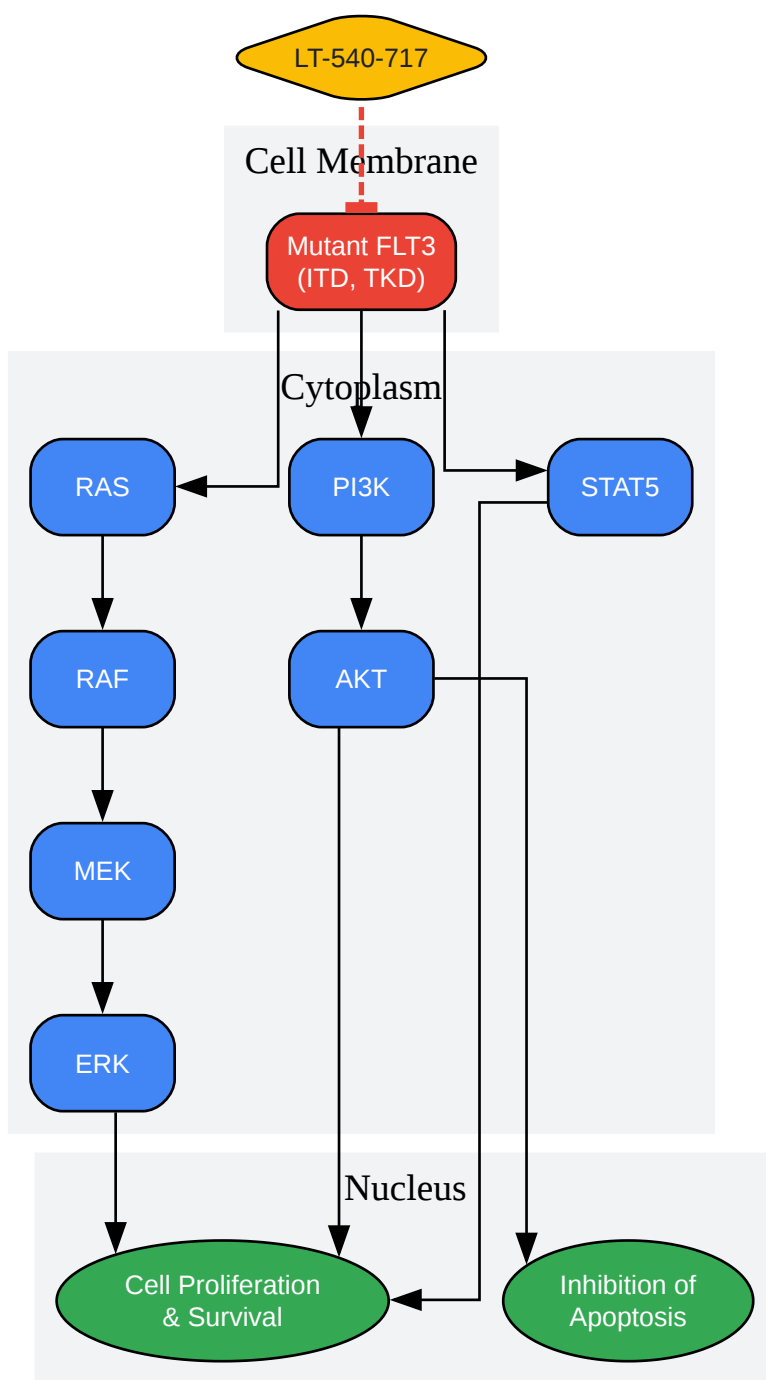 LT-540-717
Cell Membrane
Mutant FLT3
(ITD, TKD)
Cytoplasm
RAS
PI3K
STAT5
RAF
AKT
MEK
ERK
Nucleus
Cell Proliferation
& Survival
Inhibition of
Apoptosis